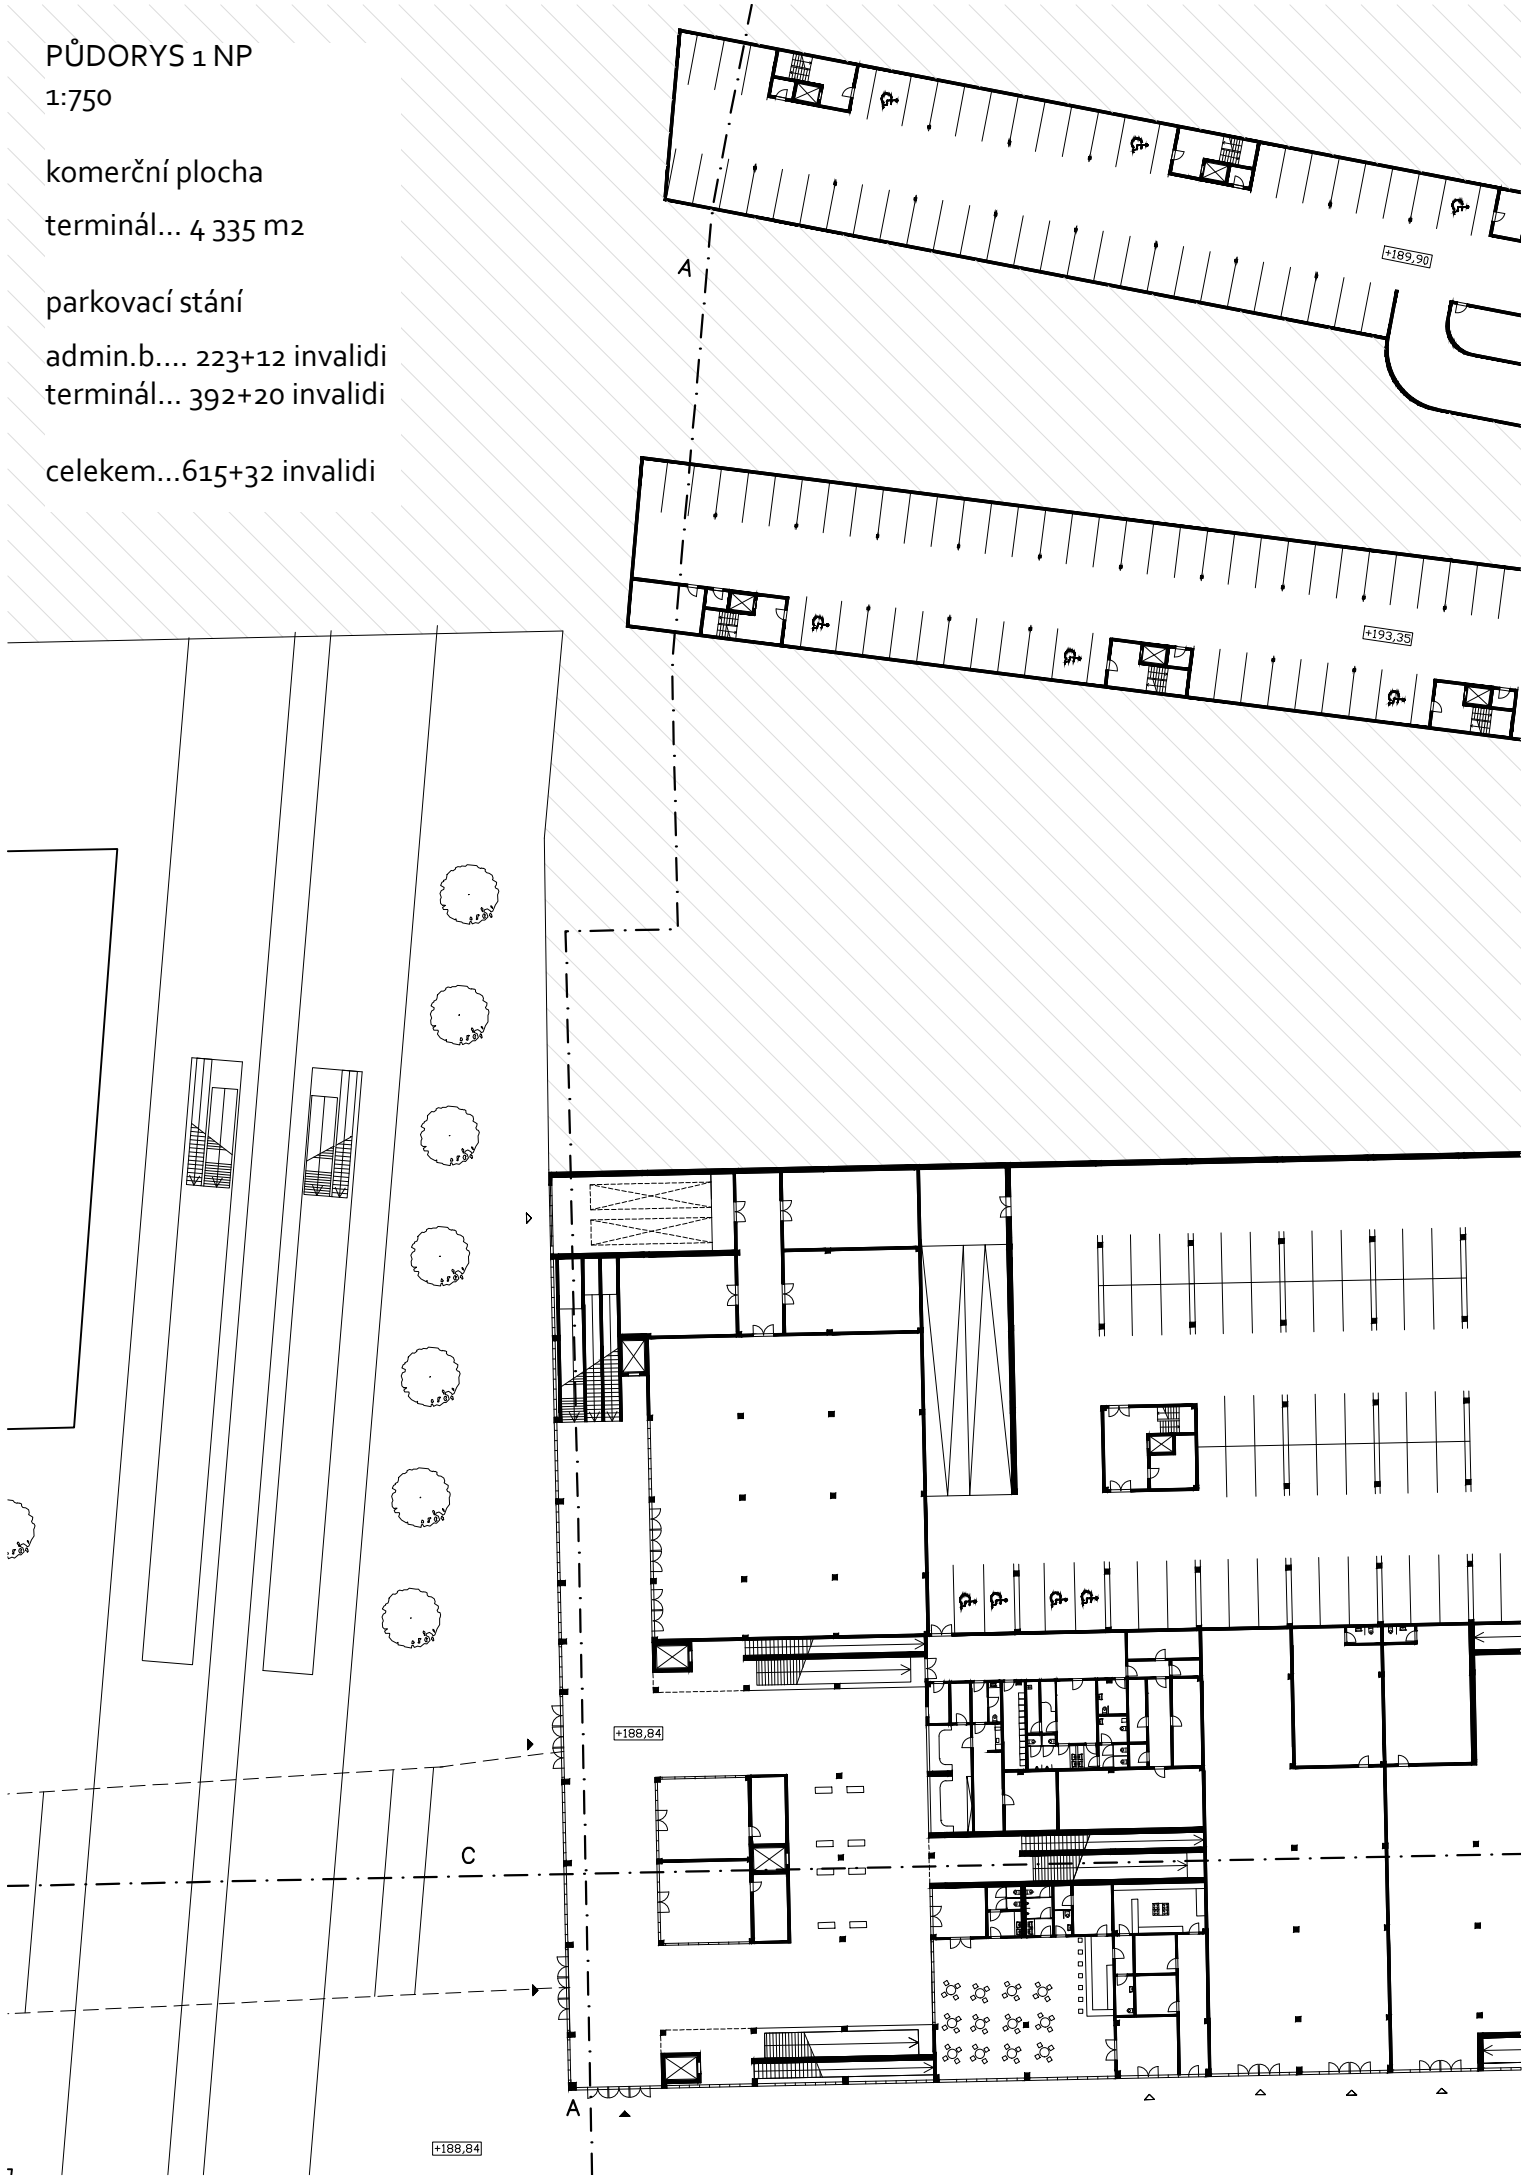 PŮDORYS 1 NP
1:750
komerční plocha
terminál... 4 335 m2
parkovací stání
admin.b.... 223+12 invalidi
terminál... 392+20 invalidi
celekem...615+32 invalidi
+189,90
A
+193,35
+188,84
C
A
+188,84